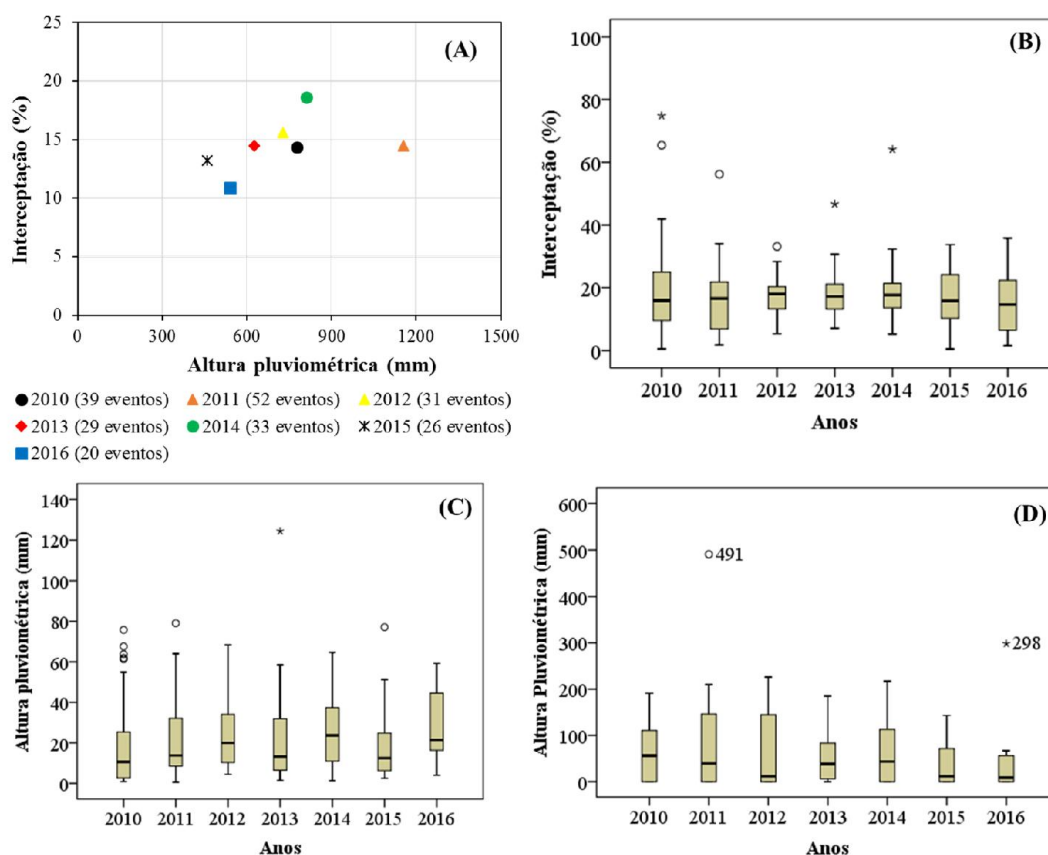 (A)
25
20
15
10
5
0
Interceptação (%)
0 300 600 900 1200 1500
Altura pluviométrica (mm)
2010 (39 eventos) 2011 (52 eventos) 2012 (31 eventos)
2013 (29 eventos) 2014 (33 eventos) 2015 (26 eventos)
2016 (20 eventos)
(B)
100
80
60
40
20
0
Interceptação (%)
2010 2011 2012 2013 2014 2015 2016
Anos
(C)
140
120
100
80
60
40
20
0
Altura pluviométrica (mm)
2010 2011 2012 2013 2014 2015 2016
Anos
(D)
600
500
400
300
200
100
0
Altura Pluviométrica (mm)
491
298
2010 2011 2012 2013 2014 2015 2016
Anos